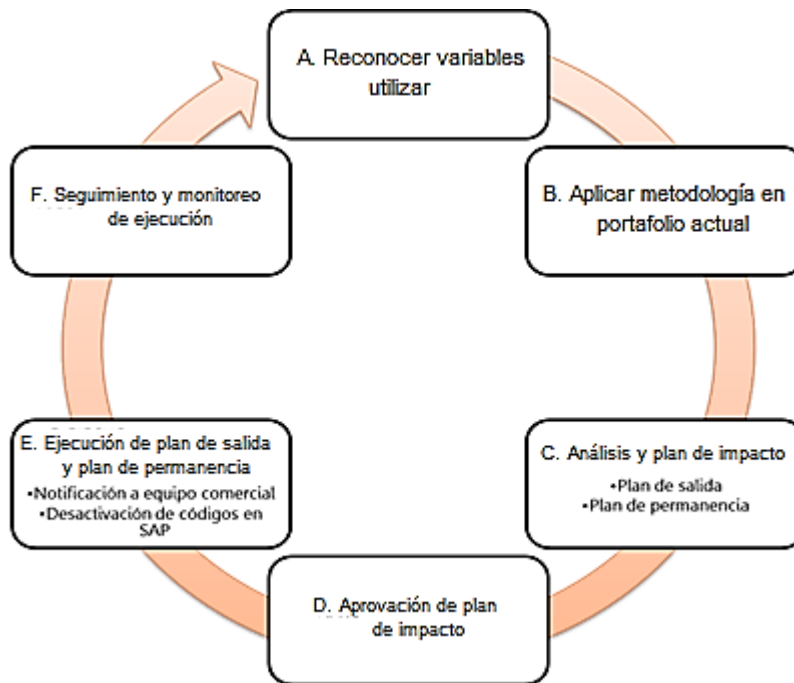 A. Reconocer variables
utilizar
B. Aplicar metodología en
portafolio actual
C. Análisis y plan de impacto
•Plan de salida
•Plan de permanencia
D. Aprovación de plan
de impacto
E. Ejecución de plan de salida
y plan de permanencia
•Notificación a equipo comercial
•Desactivación de códigos en
SAP
F. Seguimiento y monitoreo
de ejecución